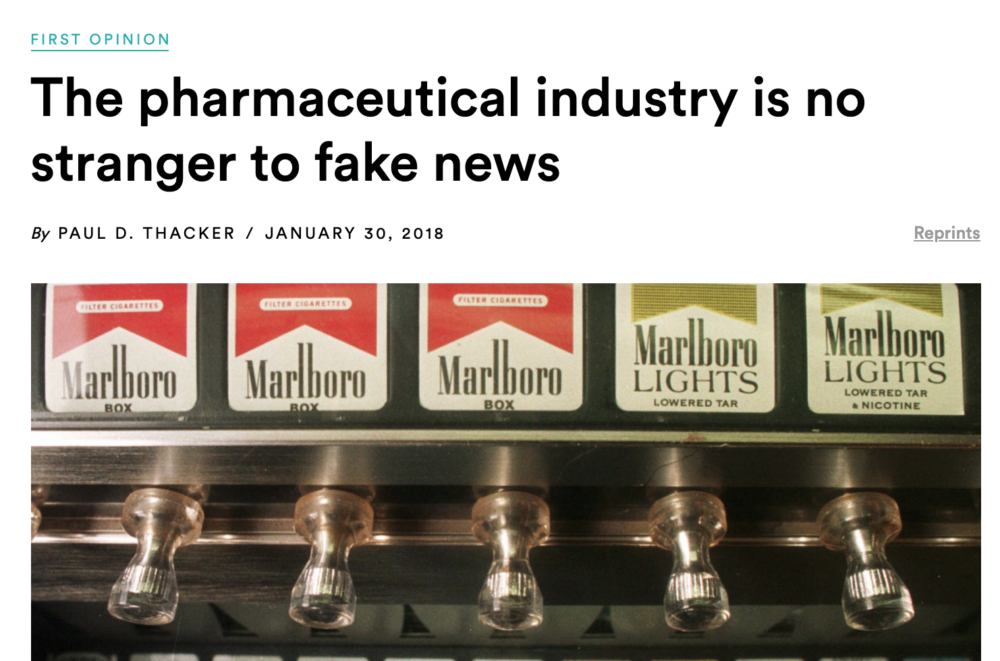 FIRST OPINION
The pharmaceutical industry is no
stranger to fake news
By PAUL D. THACKER / JANUARY 30, 2018
Reprints
FILTER CIGARETTES
FILTER CIGARETTES
FILTER CIGARETTES
Marlboro
BOX
Marlboro
BOX
Marlboro
BOX
Marlboro
LIGHTS
LOWERED TAR
Marlboro
LIGHTS
LOWERED TAR
& NICOTINE